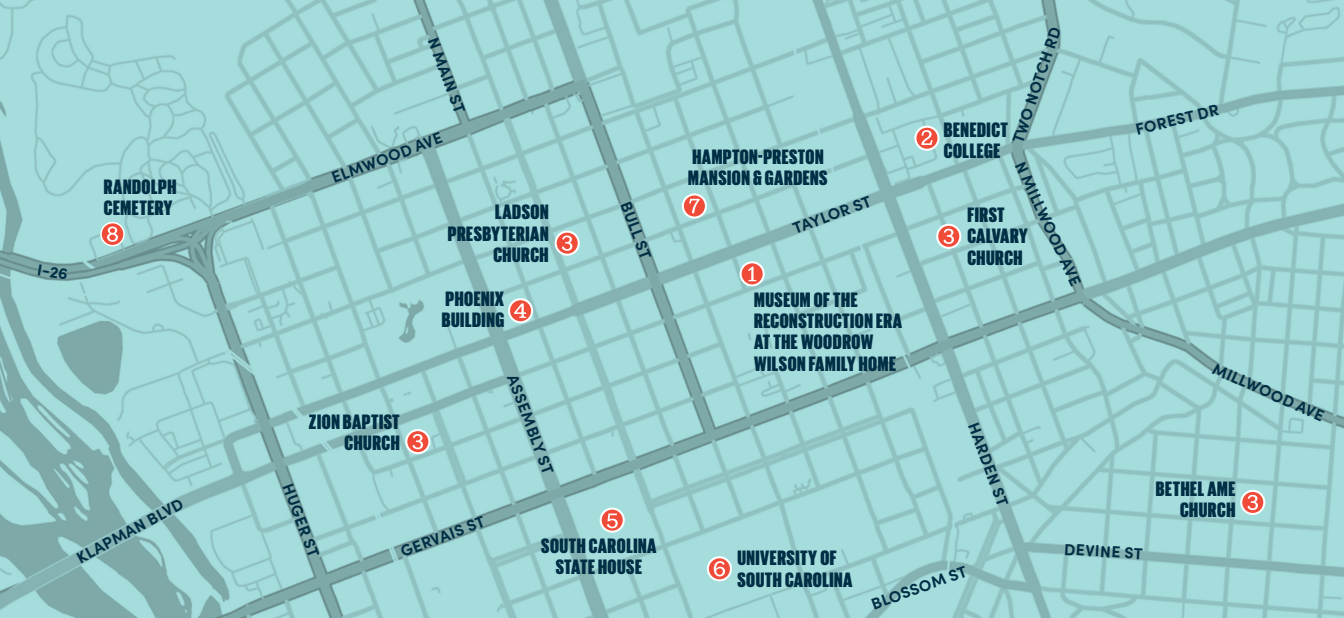 N MAIN ST
ELMWOOD AVE
TWO NOTCH RD
FOREST DR
2
BENEDICT
COLLEGE
HAMPTON-PRESTON
MANSION & GARDENS
7
RANDOLPH
CEMETERY
8
I-26
LADSON
PRESBYTERIAN
CHURCH
3
BULL ST
TAYLOR ST
N MILLWOOD AVE
3
FIRST
CALVARY
CHURCH
1
MUSEUM OF THE
RECONSTRUCTION ERA
AT THE WOODROW
WILSON FAMILY HOME
PHOENIX
BUILDING
4
MILLWOOD AVE
ASSEMBLY ST
ZION BAPTIST
CHURCH
3
HARDEN ST
BETHEL AME
CHURCH
3
KLAPMAN BLVD
HUGER ST
GERVAIS ST
5
SOUTH CAROLINA
STATE HOUSE
6
UNIVERSITY OF
SOUTH CAROLINA
DEVINE ST
BLOSSOM ST